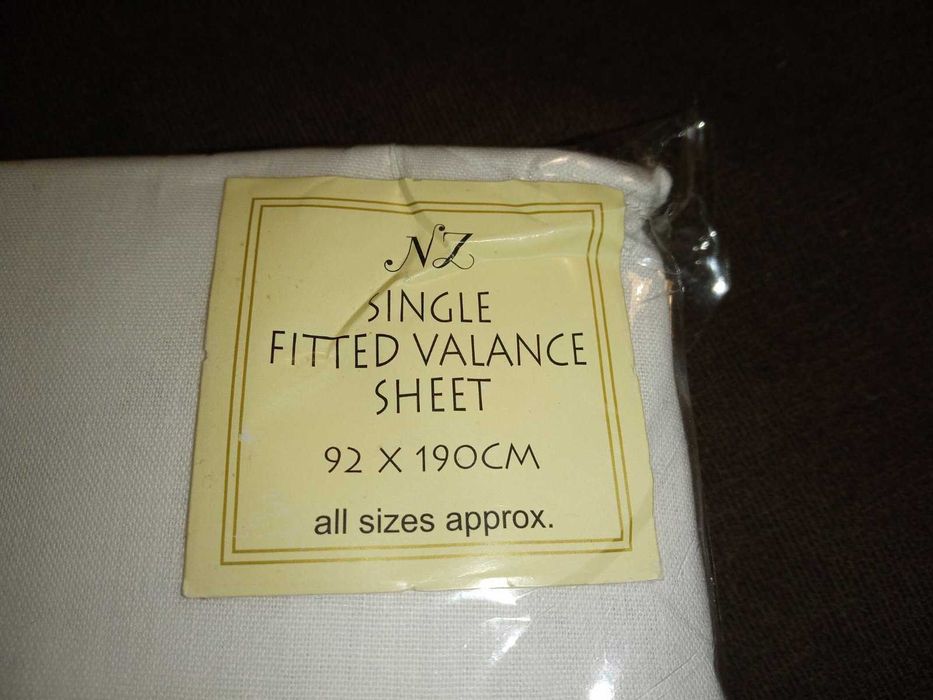 NZ
SINGLE
FITTED VALANCE
SHEET
92 X 190CM
all sizes approx.